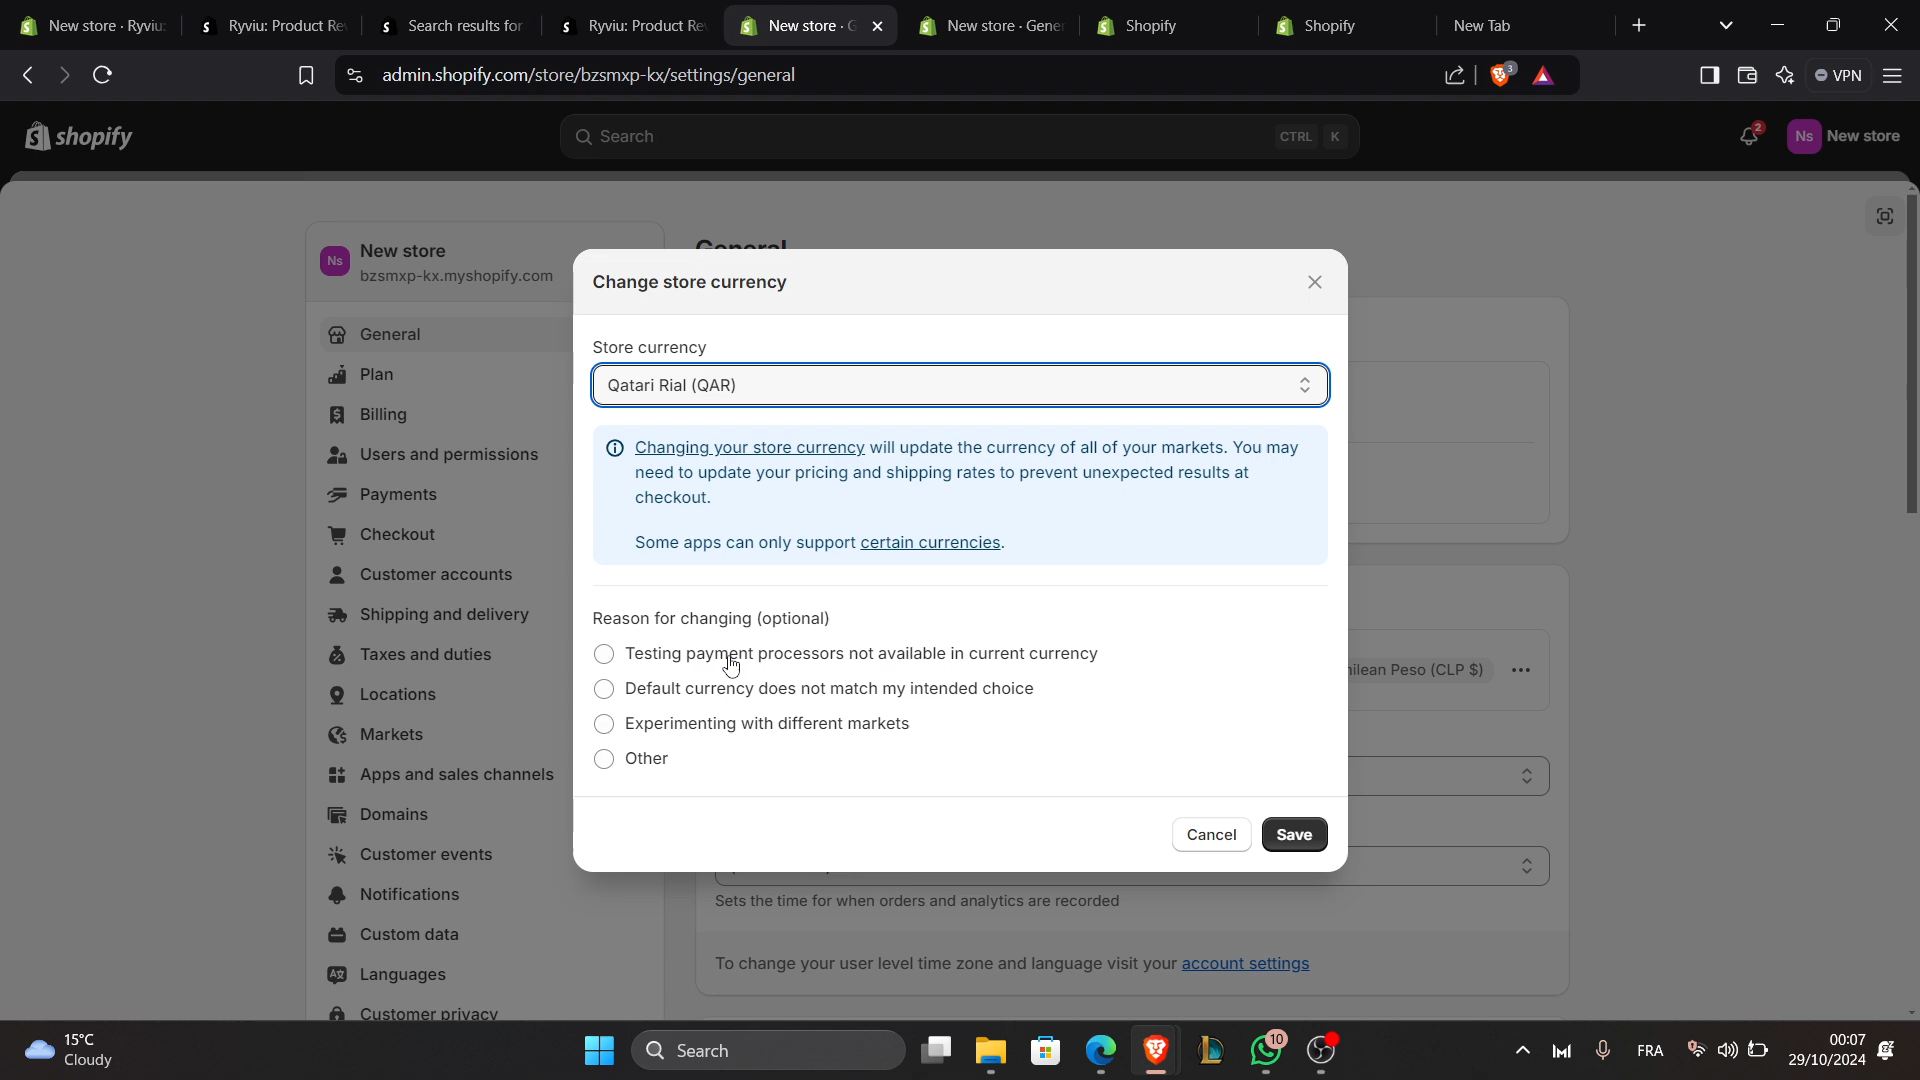 New store · Ryviu:
Ryviu: Product Re
Search results for
Ryviu: Product Re
New store · G
New store · Gene
Shopify
Shopify
New Tab
admin.shopify.com/store/bzsmxp-kx/settings/general
3
VPN
shopify
Search
CTRL K
2
Ns
New store
Ns
New store
bzsmxp-kx.myshopify.com
General
Plan
Billing
Users and permissions
Payments
Checkout
Customer accounts
Shipping and delivery
Taxes and duties
Locations
Markets
Apps and sales channels
Domains
Customer events
Notifications
Custom data
Languages
Customer privacy
General
Change store currency
Store currency
Qatari Rial (QAR)
Changing your store currency will update the currency of all of your markets. You may
need to update your pricing and shipping rates to prevent unexpected results at
checkout.
Some apps can only support certain currencies.
Reason for changing (optional)
Testing payment processors not available in current currency
Default currency does not match my intended choice
Experimenting with different markets
Other
Cancel
Save
ilean Peso (CLP $)
Sets the time for when orders and analytics are recorded
To change your user level time zone and language visit your account settings
15°C
Cloudy
Search
10
FRA
00:07
29/10/2024